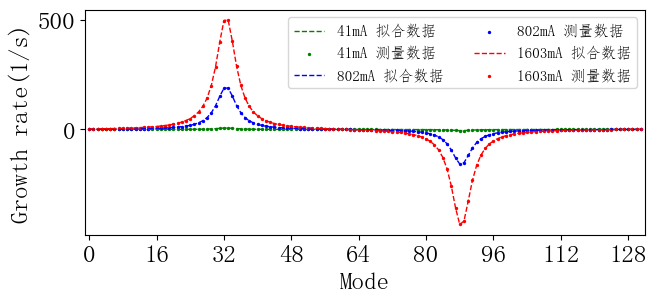 500
0
Growth rate(1/s)
41mA 拟合数据
41mA 测量数据
802mA 拟合数据
802mA 测量数据
1603mA 拟合数据
1603mA 测量数据
0 16 32 48 64 80 96 112 128
Mode